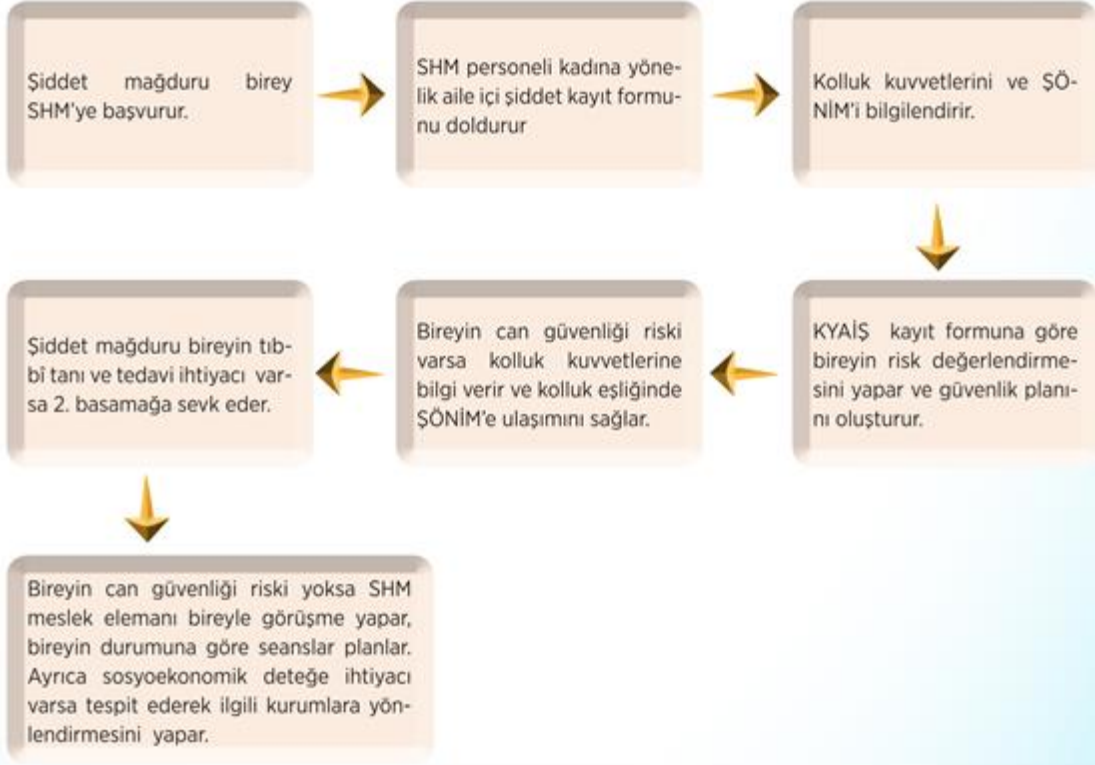 Şiddet mağduru birey
SHM'ye başvurur.
SHM personeli kadına yöne-
lik aile içi şiddet kayıt formu-
nu doldurur
Kolluk kuvvetlerini ve ŞÖ-
NİM'i bilgilendirir.
KYAİŞ kayıt formuna göre
bireyin risk değerlendirme-
sini yapar ve güvenlik planı-
nı oluşturur.
Bireyin can güvenliği riski
varsa kolluk kuvvetlerine
bilgi verir ve kolluk eşliğinde
ŞÖNİM'e ulaşımını sağlar.
Şiddet mağduru bireyin tıb-
bî tanı ve tedavi ihtiyacı var-
sa 2. basamağa sevk eder.
Bireyin can güvenliği riski yoksa SHM
meslek elemanı bireyle görüşme yapar,
bireyin durumuna göre seanslar planlar.
Ayrıca sosyoekonomik deteğe ihtiyacı
varsa tespit ederek ilgili kurumlara yön-
lendirmesini yapar.